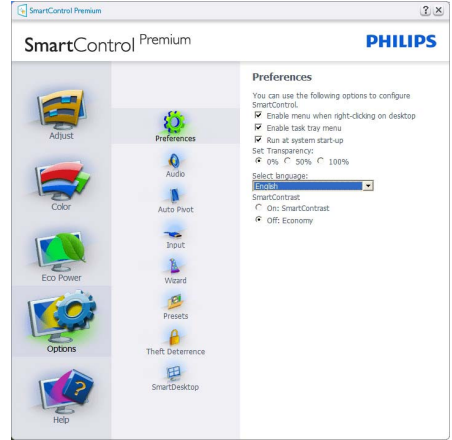 SmartControl Premium
SmartControl Premium
PHILIPS
Adjust
Color
Eco Power
Options
Help
Preferences
Audio
Auto Pivot
Input
Wizard
Presets
Theft Deterrence
SmartDesktop
Preferences
You can use the following options to configure
SmartControl.
Enable menu when right-clicking on desktop
Enable task tray menu
Run at system start-up
Set Transparency:
0% 50% 100%
Select language:
English
SmartContrast
On: SmartContrast
Off: Economy